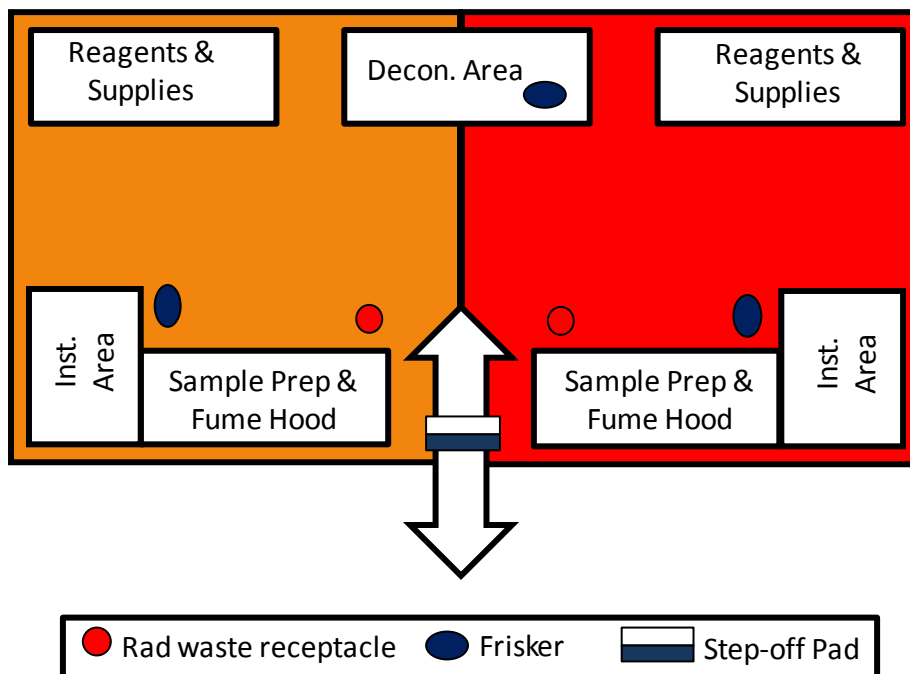 Reagents &
Supplies
Decon. Area
Reagents &
Supplies
Inst.
Area
Sample Prep &
Fume Hood
Sample Prep &
Fume Hood
Inst.
Area
Rad waste receptacle
Frisker
Step-off Pad